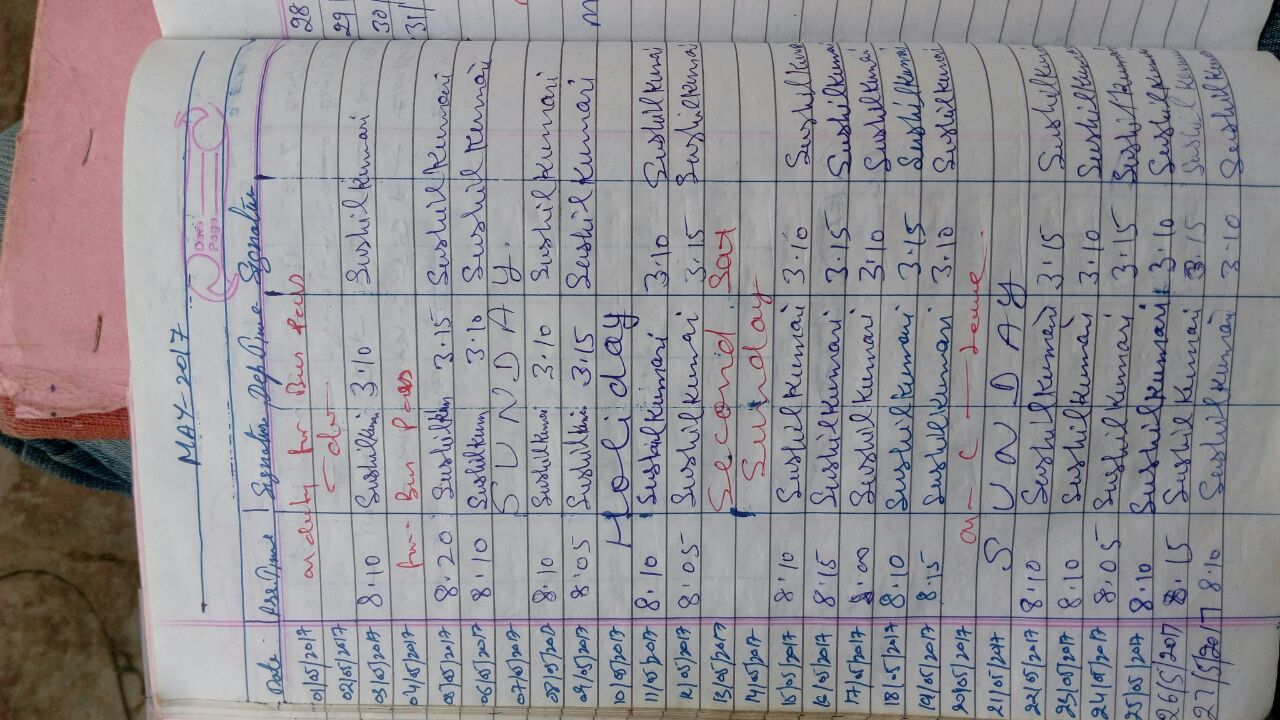 28
29
30
31/
MAY-2017
Date
Page
Date Signature Dep Time Signature
01/05/2017 on duty for Bus Pass
02/05/2017 — do —
03/05/2017 8.10 Sushil Kumari 3.10 Sushil Kumari
04/05/2017 for Bus Pass
05/05/2017 8.20 Sushil Kum 3.15 Sushil Kumari
06/05/2017 8.10 Sushil Kum 3.10 Sushil Kumari
07/05/2017 SUNDAY.
08/05/2017 8.10 Sushil Kumari 3.10 Sushil Kumari
09/05/2017 8.05 Sushil Kumari 3.15 Sushil Kumari
10/05/2017 Holiday
11/05/2017 8.10 Sushil Kumari 3.10 Sushil Kumari
12/05/2017 8.05 Sushil Kumari 3.15 Sushil Kumari
13/05/2017 Second Sat
14/05/2017 Sunday
15/05/2017 8.10 Sushil Kumari 3.10 Sushil Kumari
16/05/2017 8.15 Sushil Kumari 3.15 Sushil Kumari
17/05/2017 8.00 Sushil Kumari 3.10 Sushil Kumari
18/05/2017 8.10 Sushil Kumari 3.15 Sushil Kumari
19/05/2017 8.15 Sushil Kumari 3.10 Sushil Kumari
20/05/2017 on — C — Leave.
21/05/2017 SUNDAY
22/05/2017 8.10 Sushil Kumari 3.15 Sushil Kumari
23/05/2017 8.10 Sushil Kumari 3.10 Sushil Kumari
24/05/2017 8.05 Sushil Kumari 3.15 Sushil Kumari
25/05/2017 8.10 Sushil Kumari 3.10 Sushil Kumari
26/5/2017 8.15 Sushil Kumari 3.15 Sushil Kumari
27/5/2017 8.10 Sushil Kumari 3.10 Sushil Kumari